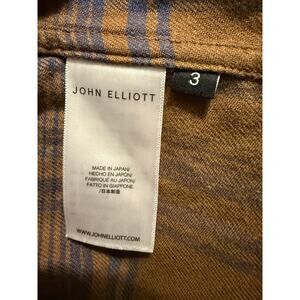 JOHN ELLIOTT
3
MADE IN JAPAN/
HECHO EN JAPON/
FABRIQUÉ AU JAPON/
FATTO IN GIAPPONE
/日本製造
WWW.JOHNELLIOTT.COM